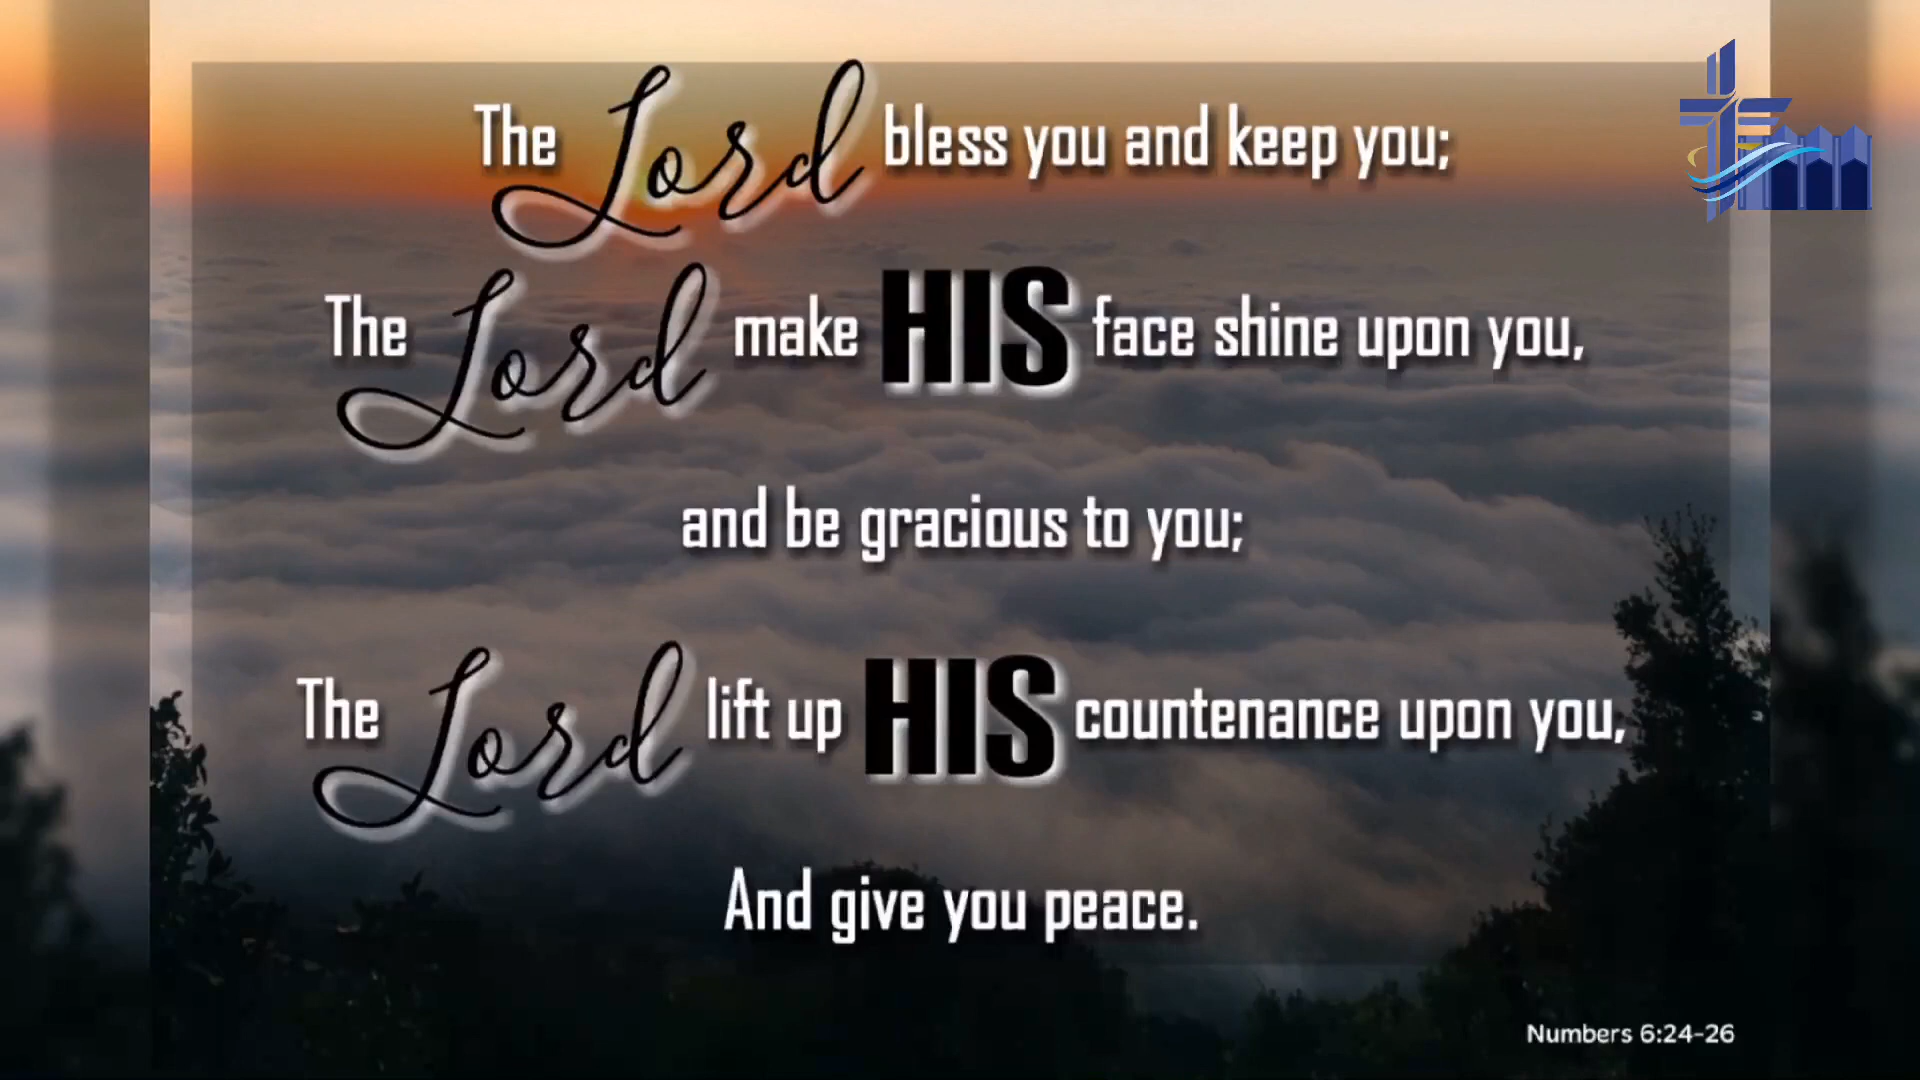 The Lord bless you and keep you;
The Lord make HIS face shine upon you,
and be gracious to you;
The Lord lift up HIS countenance upon you,
And give you peace.
Numbers 6:24-26